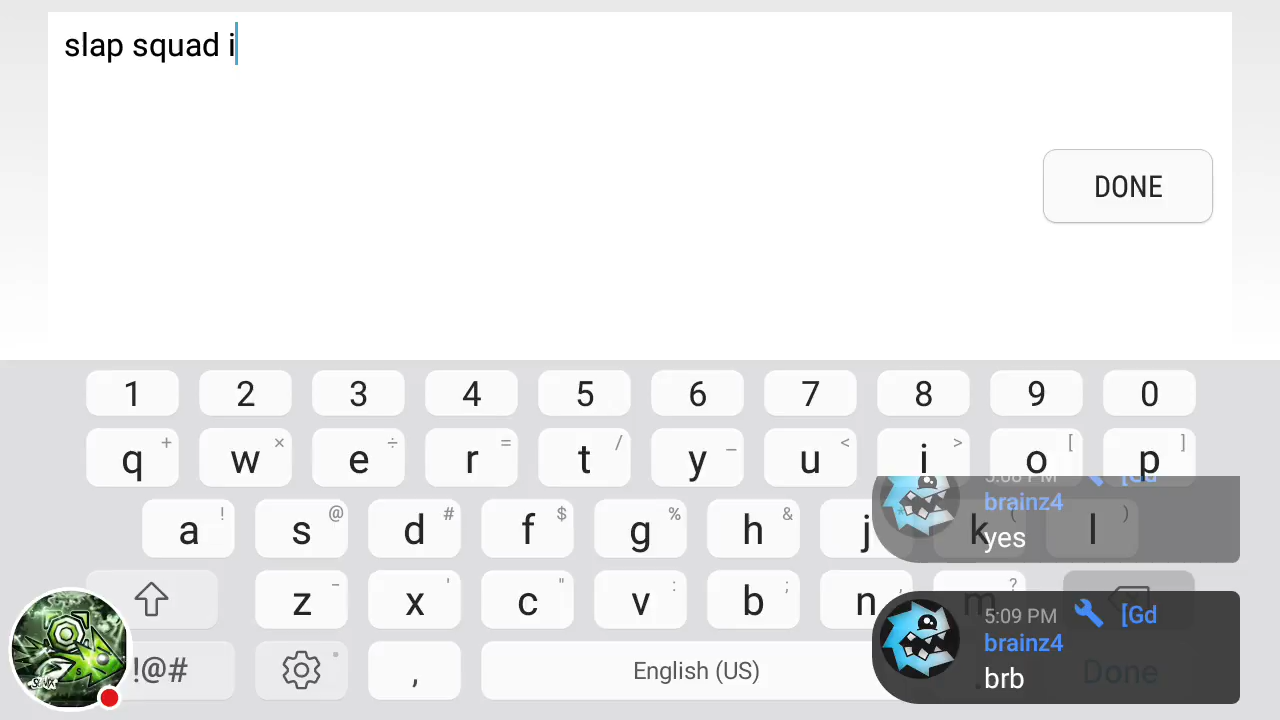 slap squad i
DONE
1 2 3 4 5 6 7 8 9 0
q + w × e ÷ r = t / y _ u < i > o [ p ]
5:08 PM [Gd
brainz4
yes
a ! s @ d # f $ g % h & j k ( l )
z - x ' c " v : b ; n , m ?
5:09 PM [Gd
brainz4
brb
!@# , English (US) . Done